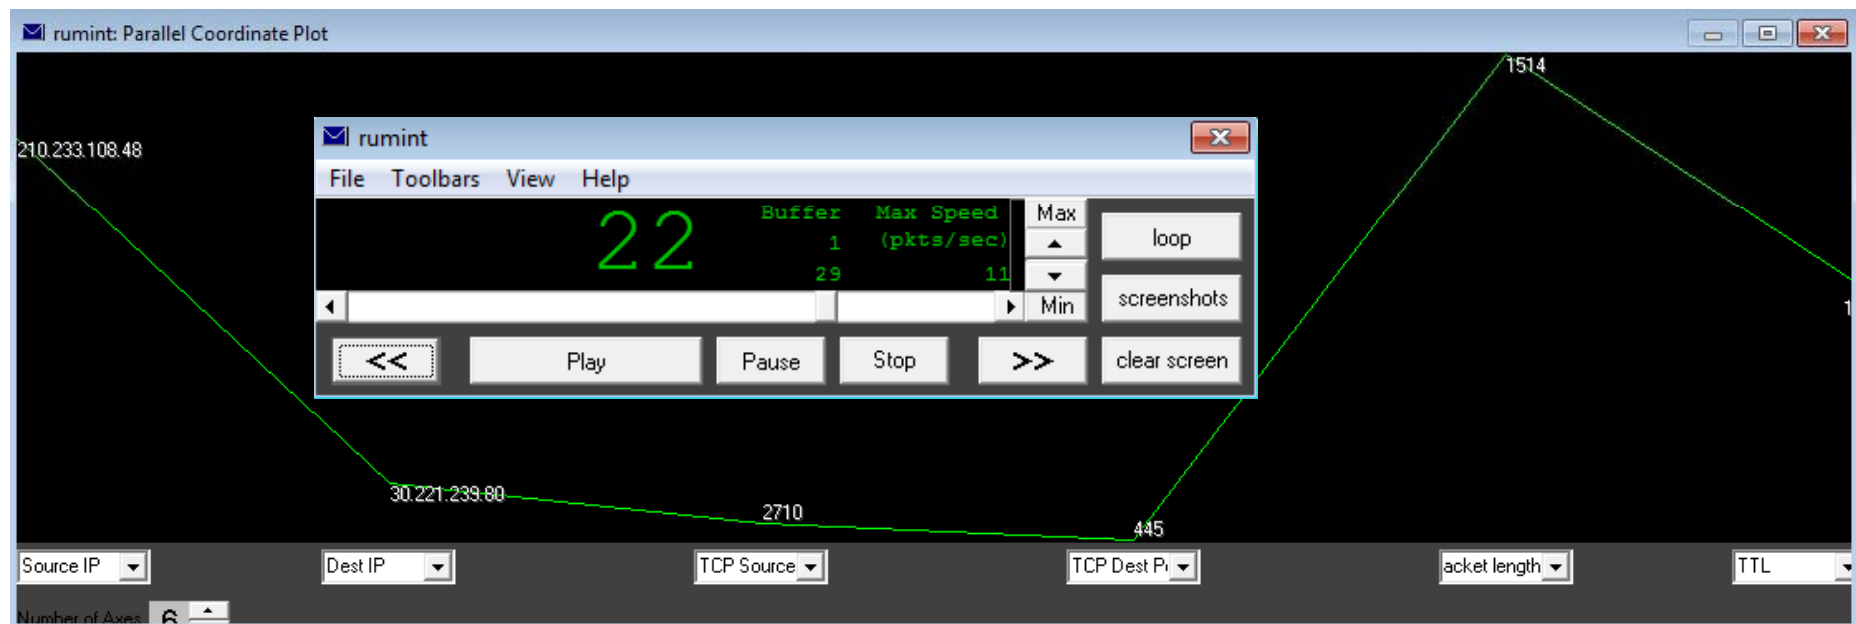 rumint: Parallel Coordinate Plot
1514
210.233.108.48
rumint
File Toolbars View Help
22
Buffer
1
29
Max Speed
(pkts/sec)
11
Max
Min
loop
screenshots
clear screen
<< Play Pause Stop >>
30.221.239.80
2710
445
1
Source IP Dest IP TCP Source TCP Dest P acket length TTL
Number of Axes 6